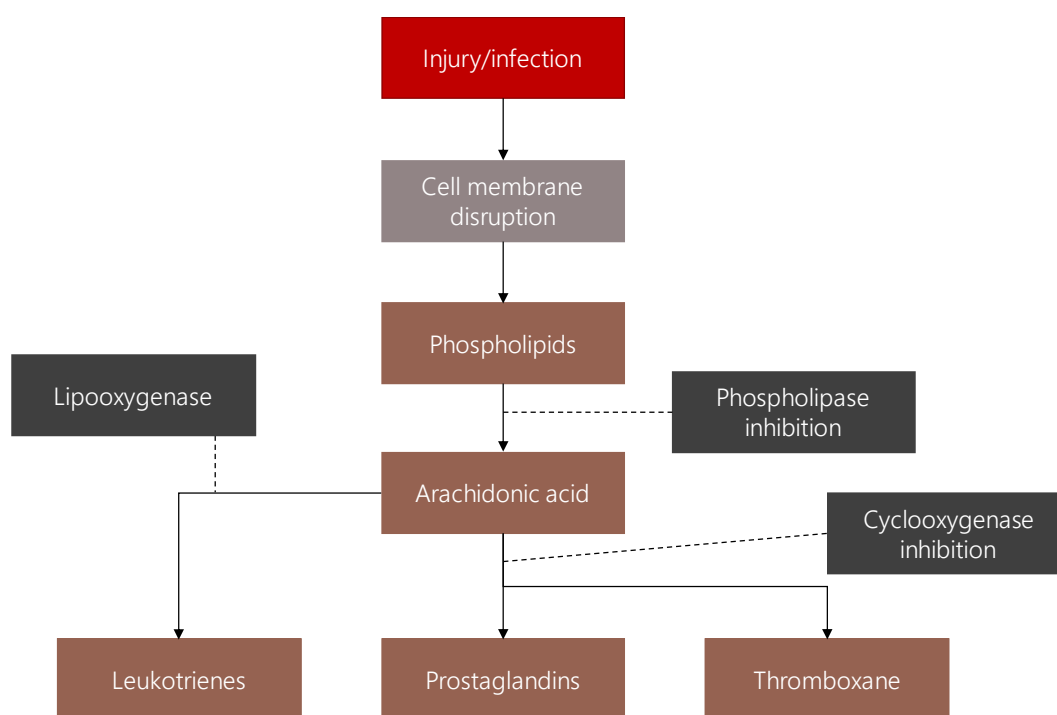 Injury/infection
Cell membrane
disruption
Phospholipids
Lipooxygenase
Phospholipase
inhibition
Arachidonic acid
Cyclooxygenase
inhibition
Leukotrienes
Prostaglandins
Thromboxane